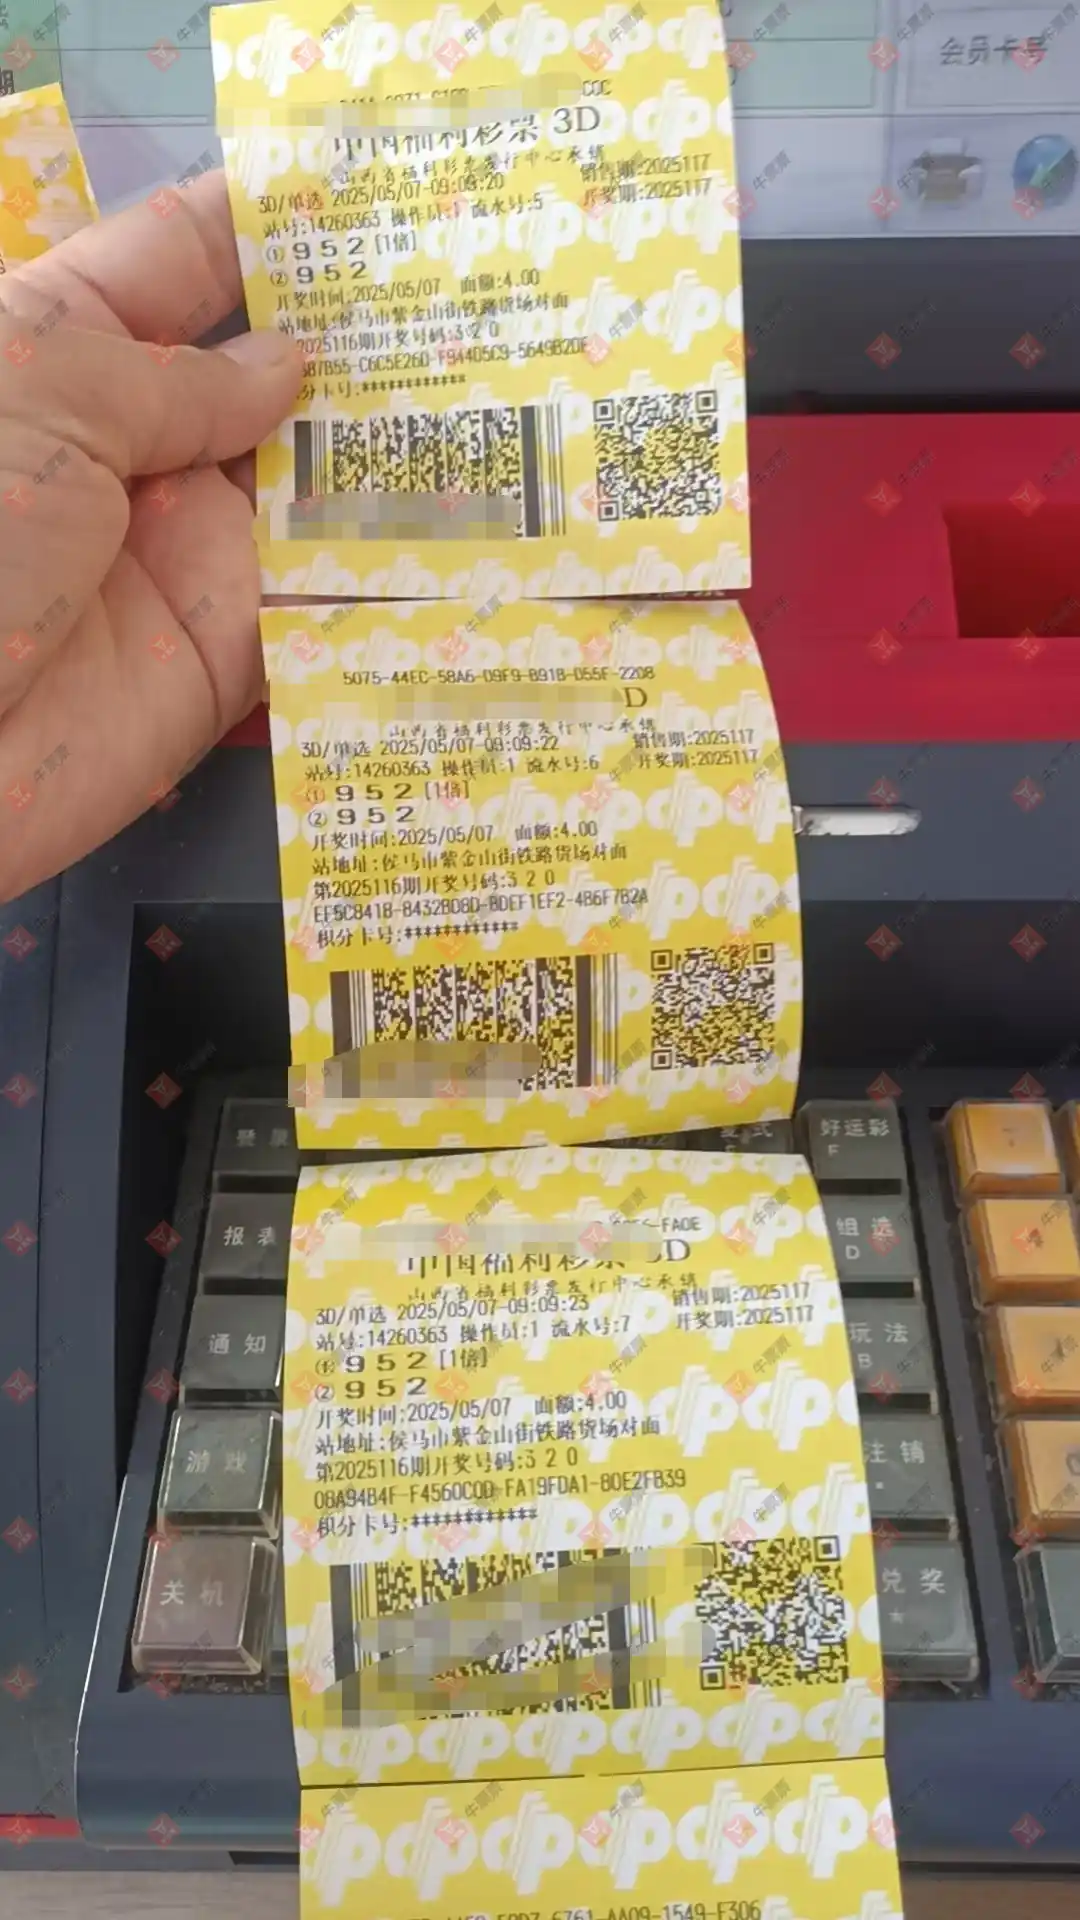 会员卡号
中国福利彩票 3D
山西省福利彩票发行中心承销
3D/单选 2025/05/07-09:09:20 销售期:2025117
站号:14260363 操作员:1 流水号:5 开奖期:2025117
① 9 5 2 [1倍]
② 9 5 2
开奖时间:2025/05/07 面额:4.00
站地址:侯马市紫金山街铁路货场对面
2025116期开奖号码:3 2 0
分卡号:************
5075-44EC-58A6-D9F9-B91B-D55F-2208
D
山西省福利彩票发行中心承销
3D/单选 2025/05/07-09:09:22 销售期:2025117
站号:14260363 操作员:1 流水号:6 开奖期:2025117
① 9 5 2 [1倍]
② 9 5 2
开奖时间:2025/05/07 面额:4.00
站地址:侯马市紫金山街铁路货场对面
第2025116期开奖号码:3 2 0
EF5C841B-8432BD8D-BDEF1EF2-4B6F7B2A
积分卡号:************
FA0E
中国福利彩票 3D
山西省福利彩票发行中心承销
3D/单选 2025/05/07-09:09:23 销售期:2025117
站号:14260363 操作员:1 流水号:7 开奖期:2025117
① 9 5 2 [1倍]
② 9 5 2
开奖时间:2025/05/07 面额:4.00
站地址:侯马市紫金山街铁路货场对面
第2025116期开奖号码:3 2 0
08A94B4F-F4560C0D-FA19FDA1-80E2FB39
积分卡号:************
6761-AA09-1549-F306
复式
好运彩
F
报表
组选
D
通知
玩法
B
游戏
注销
关机
兑奖
牛票票